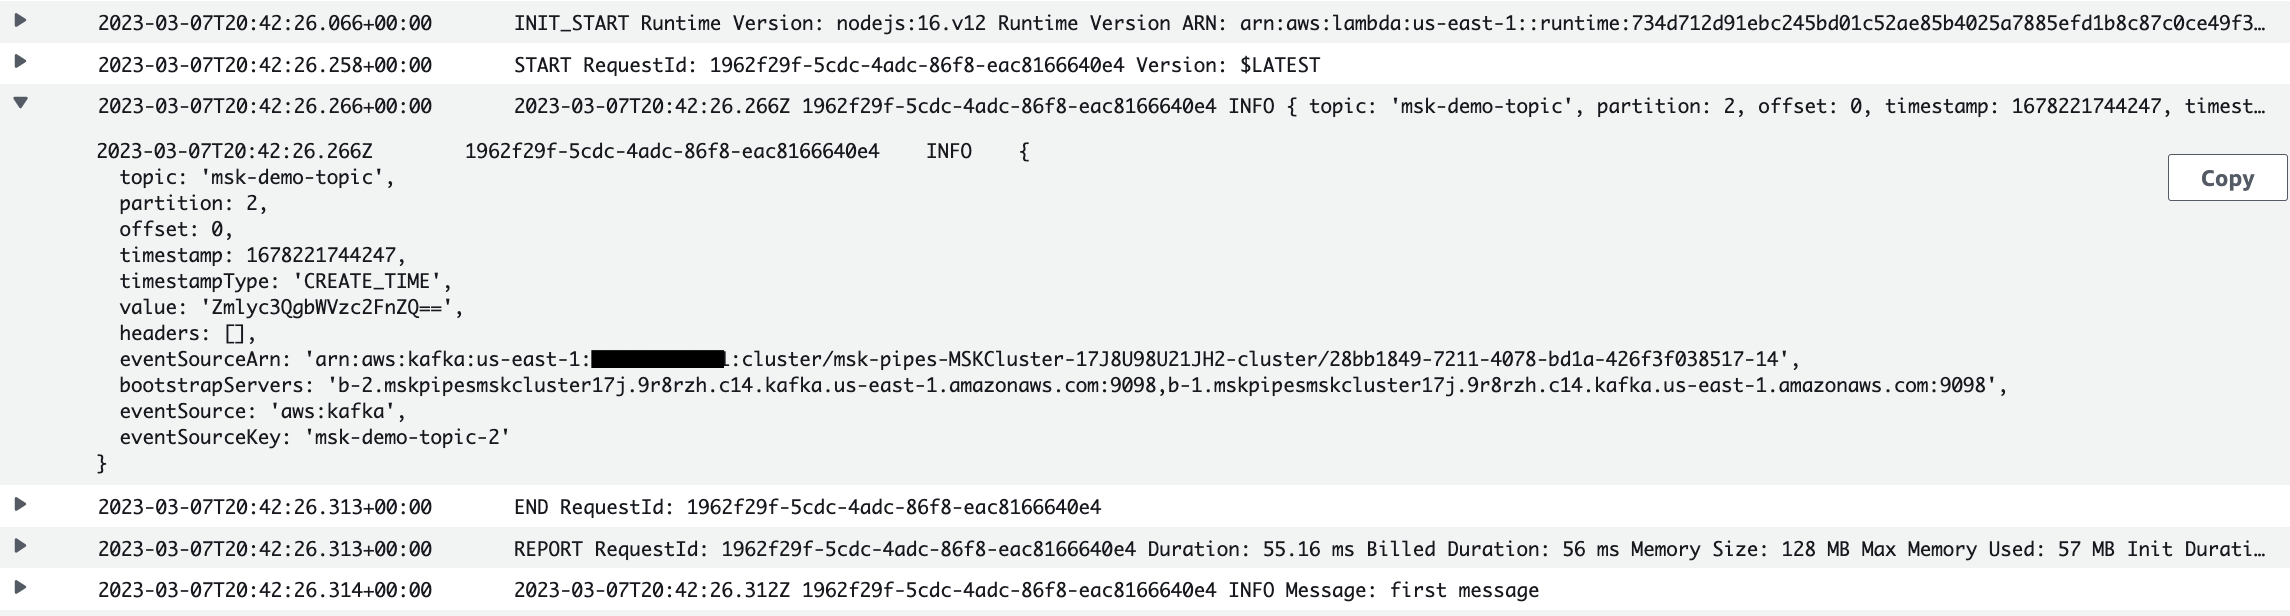 2023-03-07T20:42:26.066+00:00 INIT_START Runtime Version: nodejs:16.v12 Runtime Version ARN: arn:aws:lambda:us-east-1::runtime:734d712d91ebc245bd01c52ae85b4025a7885efd1b8c87c0ce49f3…
2023-03-07T20:42:26.258+00:00 START RequestId: 1962f29f-5cdc-4adc-86f8-eac8166640e4 Version: $LATEST
2023-03-07T20:42:26.266+00:00 2023-03-07T20:42:26.266Z 1962f29f-5cdc-4adc-86f8-eac8166640e4 INFO { topic: 'msk-demo-topic', partition: 2, offset: 0, timestamp: 1678221744247, timest…
2023-03-07T20:42:26.266Z 1962f29f-5cdc-4adc-86f8-eac8166640e4 INFO {
topic: 'msk-demo-topic',
Copy
partition: 2,
offset: 0,
timestamp: 1678221744247,
timestampType: 'CREATE_TIME',
value: 'Zmlyc3QgbWVzc2FnZQ==',
headers: [],
eventSourceArn: 'arn:aws:kafka:us-east-1: :cluster/msk-pipes-MSKCluster-17J8U98U21JH2-cluster/28bb1849-7211-4078-bd1a-426f3f038517-14',
bootstrapServers: 'b-2.mskpipesmskcluster17j.9r8rzh.c14.kafka.us-east-1.amazonaws.com:9098,b-1.mskpipesmskcluster17j.9r8rzh.c14.kafka.us-east-1.amazonaws.com:9098',
eventSource: 'aws:kafka',
eventSourceKey: 'msk-demo-topic-2'
}
2023-03-07T20:42:26.313+00:00 END RequestId: 1962f29f-5cdc-4adc-86f8-eac8166640e4
2023-03-07T20:42:26.313+00:00 REPORT RequestId: 1962f29f-5cdc-4adc-86f8-eac8166640e4 Duration: 55.16 ms Billed Duration: 56 ms Memory Size: 128 MB Max Memory Used: 57 MB Init Durati…
2023-03-07T20:42:26.314+00:00 2023-03-07T20:42:26.312Z 1962f29f-5cdc-4adc-86f8-eac8166640e4 INFO Message: first message